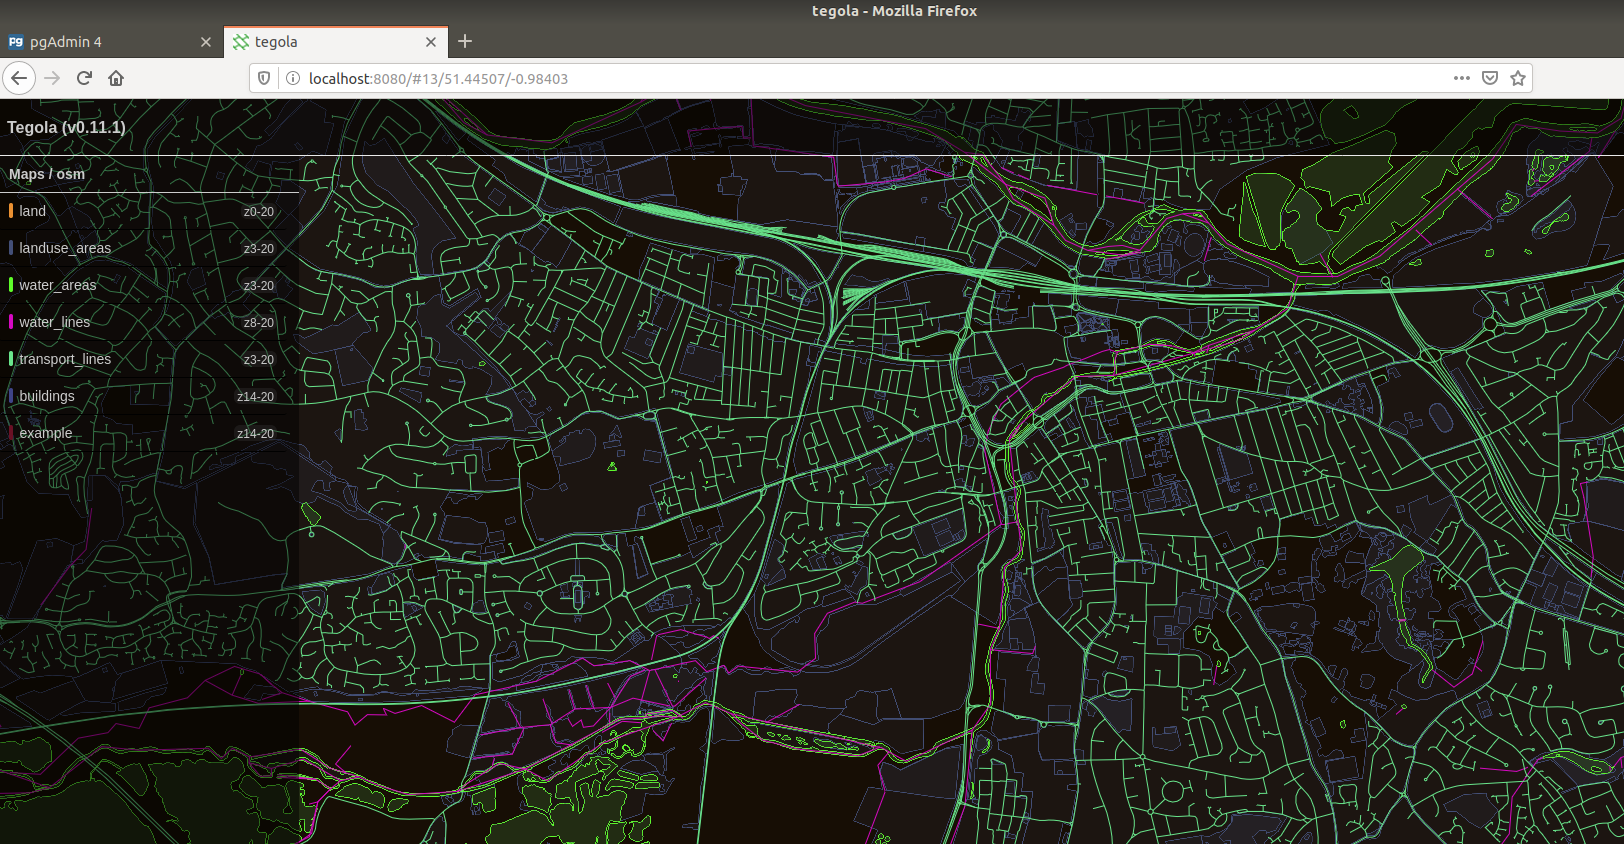 tegola - Mozilla Firefox
pgAdmin 4
tegola
localhost:8080/#13/51.44507/-0.98403
Tegola (v0.11.1)
Maps / osm
land z0-20
landuse_areas z3-20
water_areas z3-20
water_lines z8-20
transport_lines z3-20
buildings z14-20
example z14-20